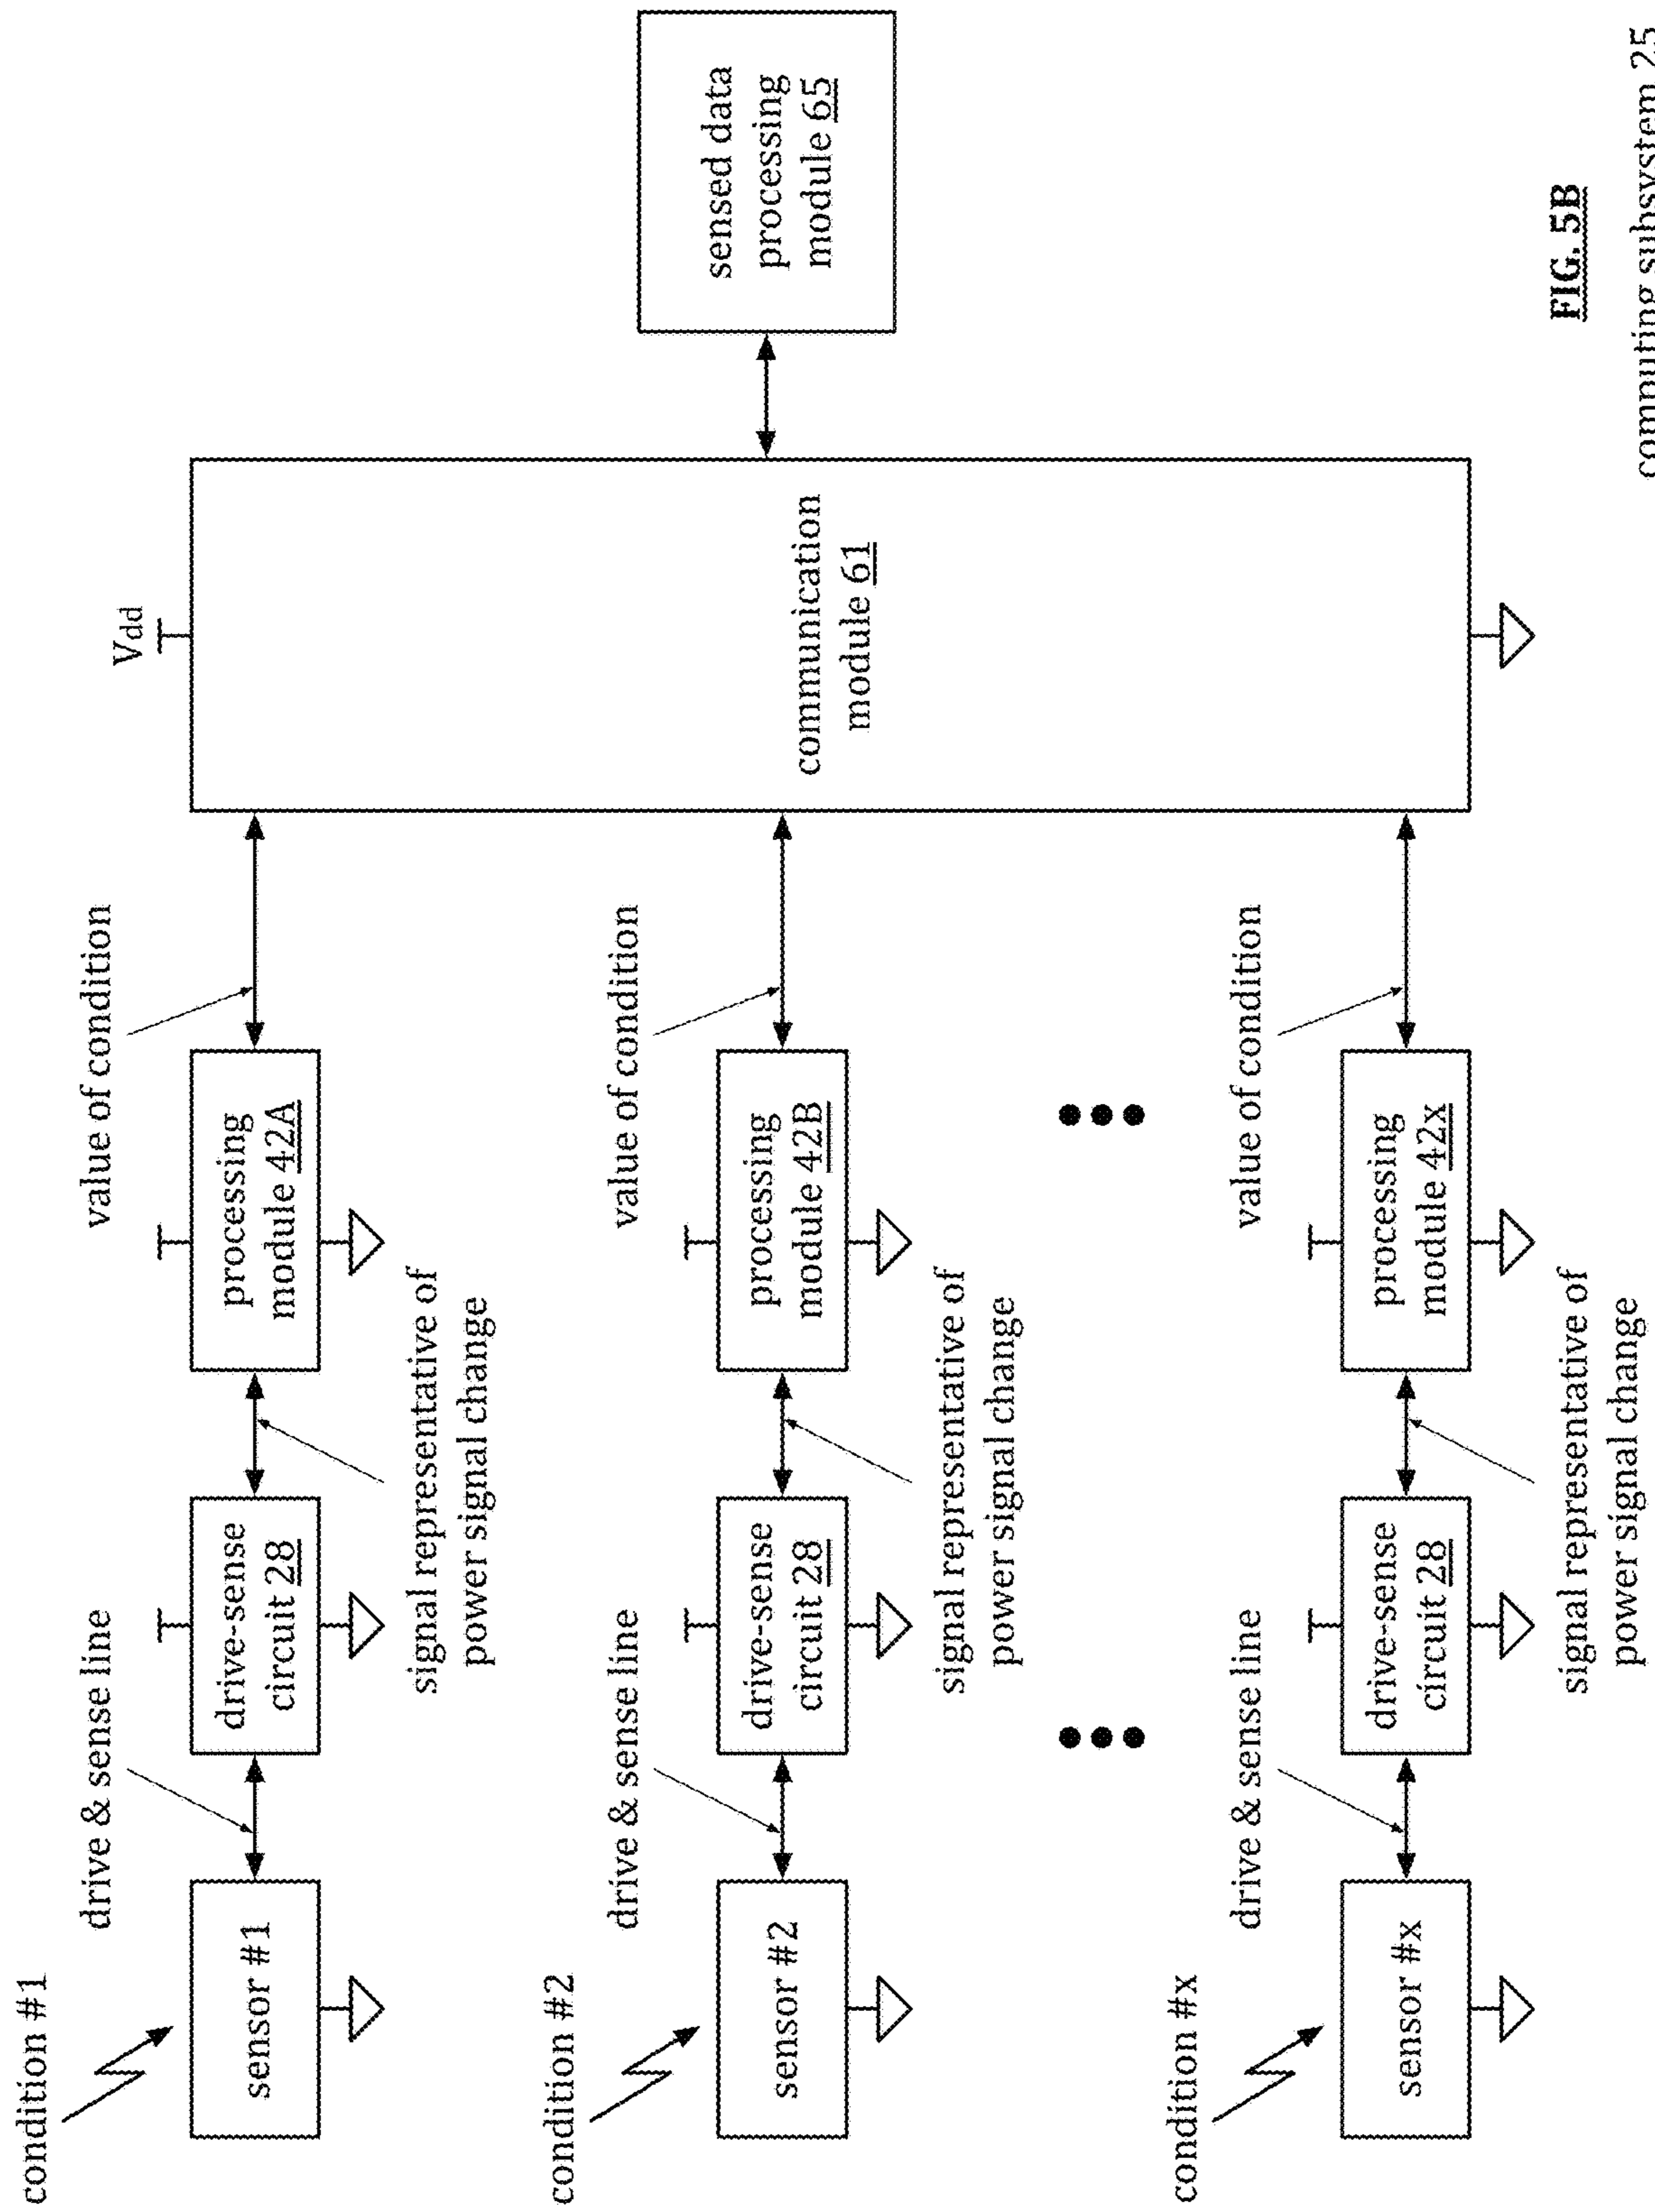 condition #1
drive & sense line
value of condition
Vdd
sensor #1
drive-sense
circuit 28
processing
module 42A
signal representative of
power signal change
condition #2
drive & sense line
value of condition
sensor #2
drive-sense
circuit 28
processing
module 42B
signal representative of
power signal change
communication
module 61
sensed data
processing
module 65
condition #x
drive & sense line
value of condition
sensor #x
drive-sense
circuit 28
processing
module 42x
signal representative of
power signal change
FIG. 5B
computing subsystem 25